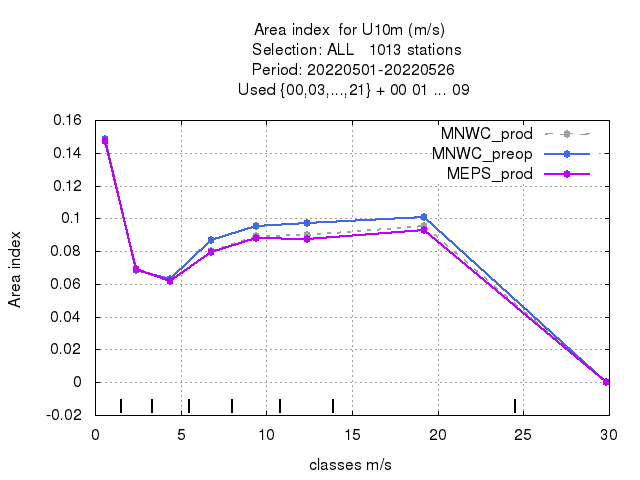 Area index  for U10m (m/s)
Selection: ALL   1013 stations
Period: 20220501-20220526
Used {00,03,...,21} + 00 01 ... 09
MNWC_prod
MNWC_preop
MEPS_prod
0.16
0.14
0.12
0.1
0.08
0.06
0.04
0.02
0
-0.02
Area index
0 5 10 15 20 25 30
classes m/s